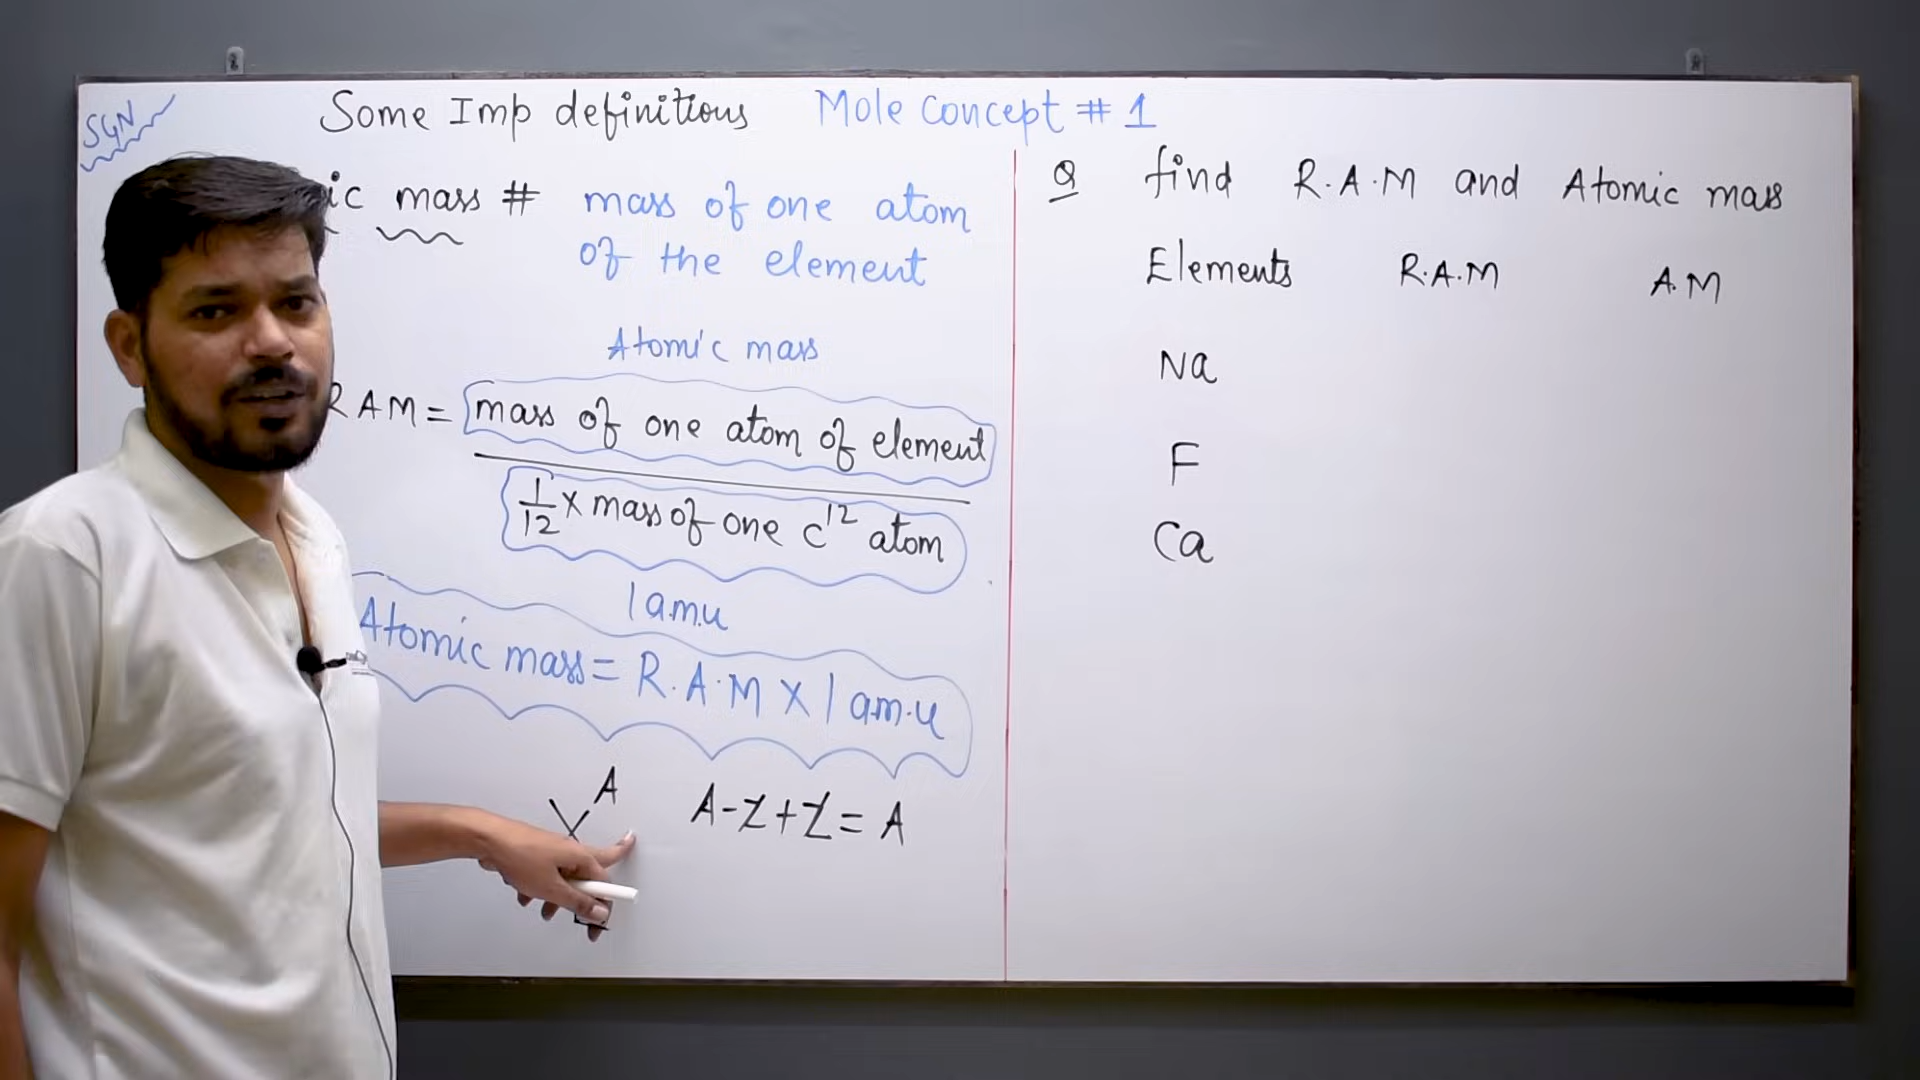 SGN
Some Imp definitions Mole Concept # 1
ic mass # mass of one atom
of the element
Atomic mass
RAM = mass of one atom of element
1/12 × mass of one C¹² atom
1 a.m.u
Atomic mass = R.A.M × 1 a.m.u
X A A-Z+Z = A
Q find R.A.M and Atomic mass
Elements R.A.M A.M
Na
F
Ca